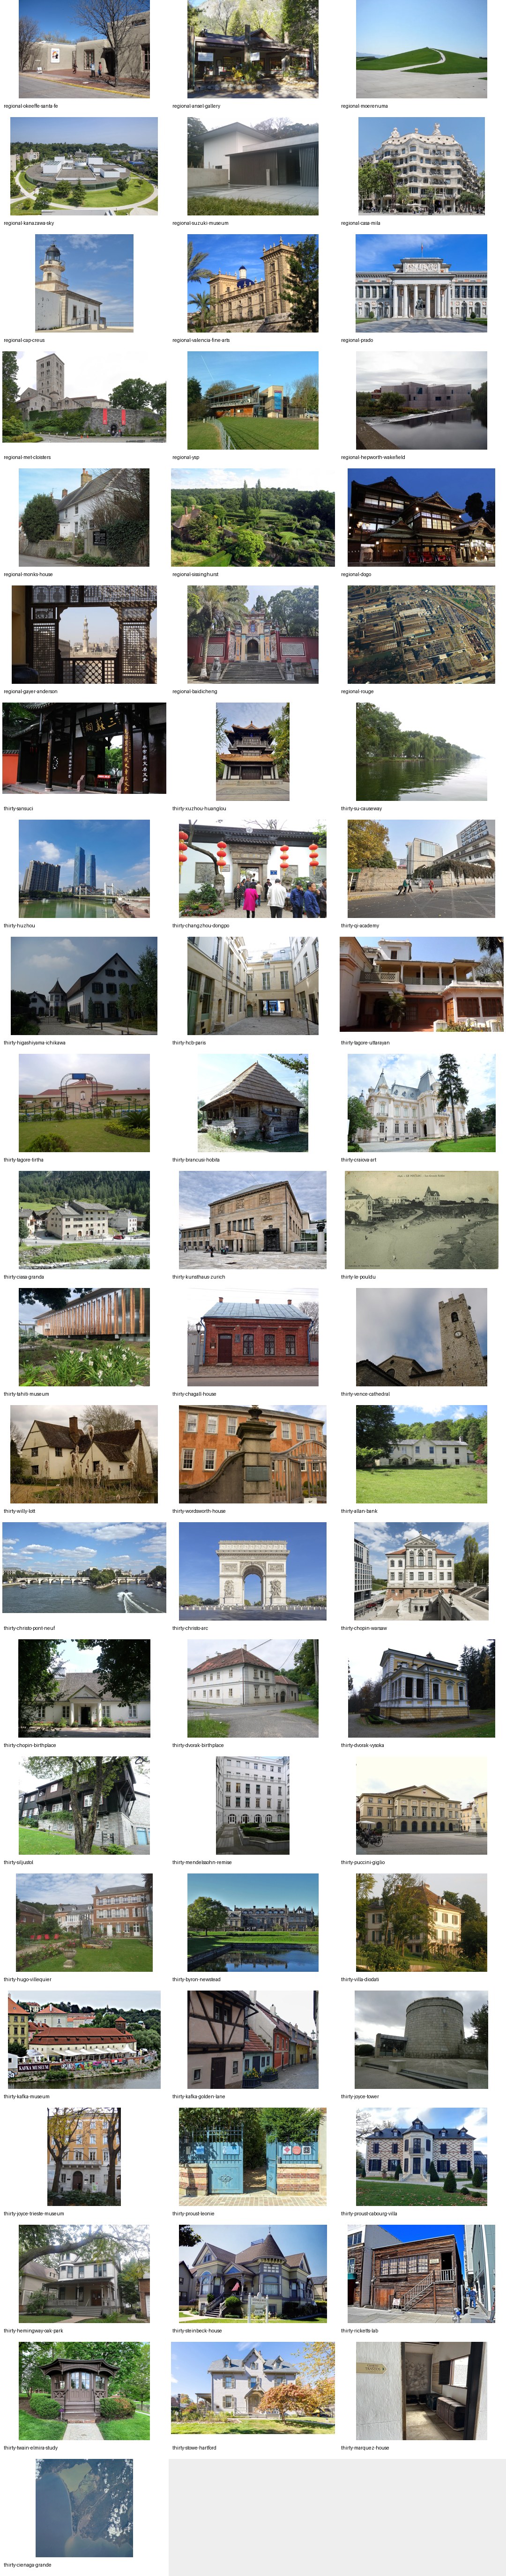 regional-okeeffe-santa-fe
regional-ansel-gallery
regional-moerenuma
regional-kanazawa-sky
regional-suzuki-museum
regional-casa-mila
regional-cap-creus
regional-valencia-fine-arts
regional-prado
regional-met-cloisters
regional-ysp
regional-hepworth-wakefield
regional-monks-house
regional-sissinghurst
regional-dogo
regional-gayer-anderson
regional-baidicheng
regional-rouge
thirty-sansuci
thirty-xuzhou-huanglou
thirty-su-causeway
thirty-huzhou
thirty-changzhou-dongpo
thirty-qi-academy
thirty-higashiyama-ichikawa
thirty-hcb-paris
thirty-tagore-uttarayan
thirty-tagore-tirtha
thirty-brancusi-hobita
thirty-craiova-art
thirty-ciasa-granda
thirty-kunsthaus-zurich
thirty-le-pouldu
thirty-tahiti-museum
thirty-chagall-house
thirty-vence-cathedral
thirty-willy-lott
thirty-wordsworth-house
thirty-allan-bank
thirty-christo-pont-neuf
thirty-christo-arc
thirty-chopin-warsaw
thirty-chopin-birthplace
thirty-dvorak-birthplace
thirty-dvorak-vysoka
thirty-siljustol
thirty-mendelssohn-remise
thirty-puccini-giglio
thirty-hugo-villequier
thirty-byron-newstead
thirty-villa-diodati
KAFKA MUSEUM
thirty-kafka-museum
thirty-kafka-golden-lane
thirty-joyce-tower
thirty-joyce-trieste-museum
thirty-proust-leonie
thirty-proust-cabourg-villa
thirty-hemingway-oak-park
thirty-steinbeck-house
thirty-ricketts-lab
thirty-twain-elmira-study
thirty-stowe-hartford
thirty-marquez-house
thirty-cienaga-grande